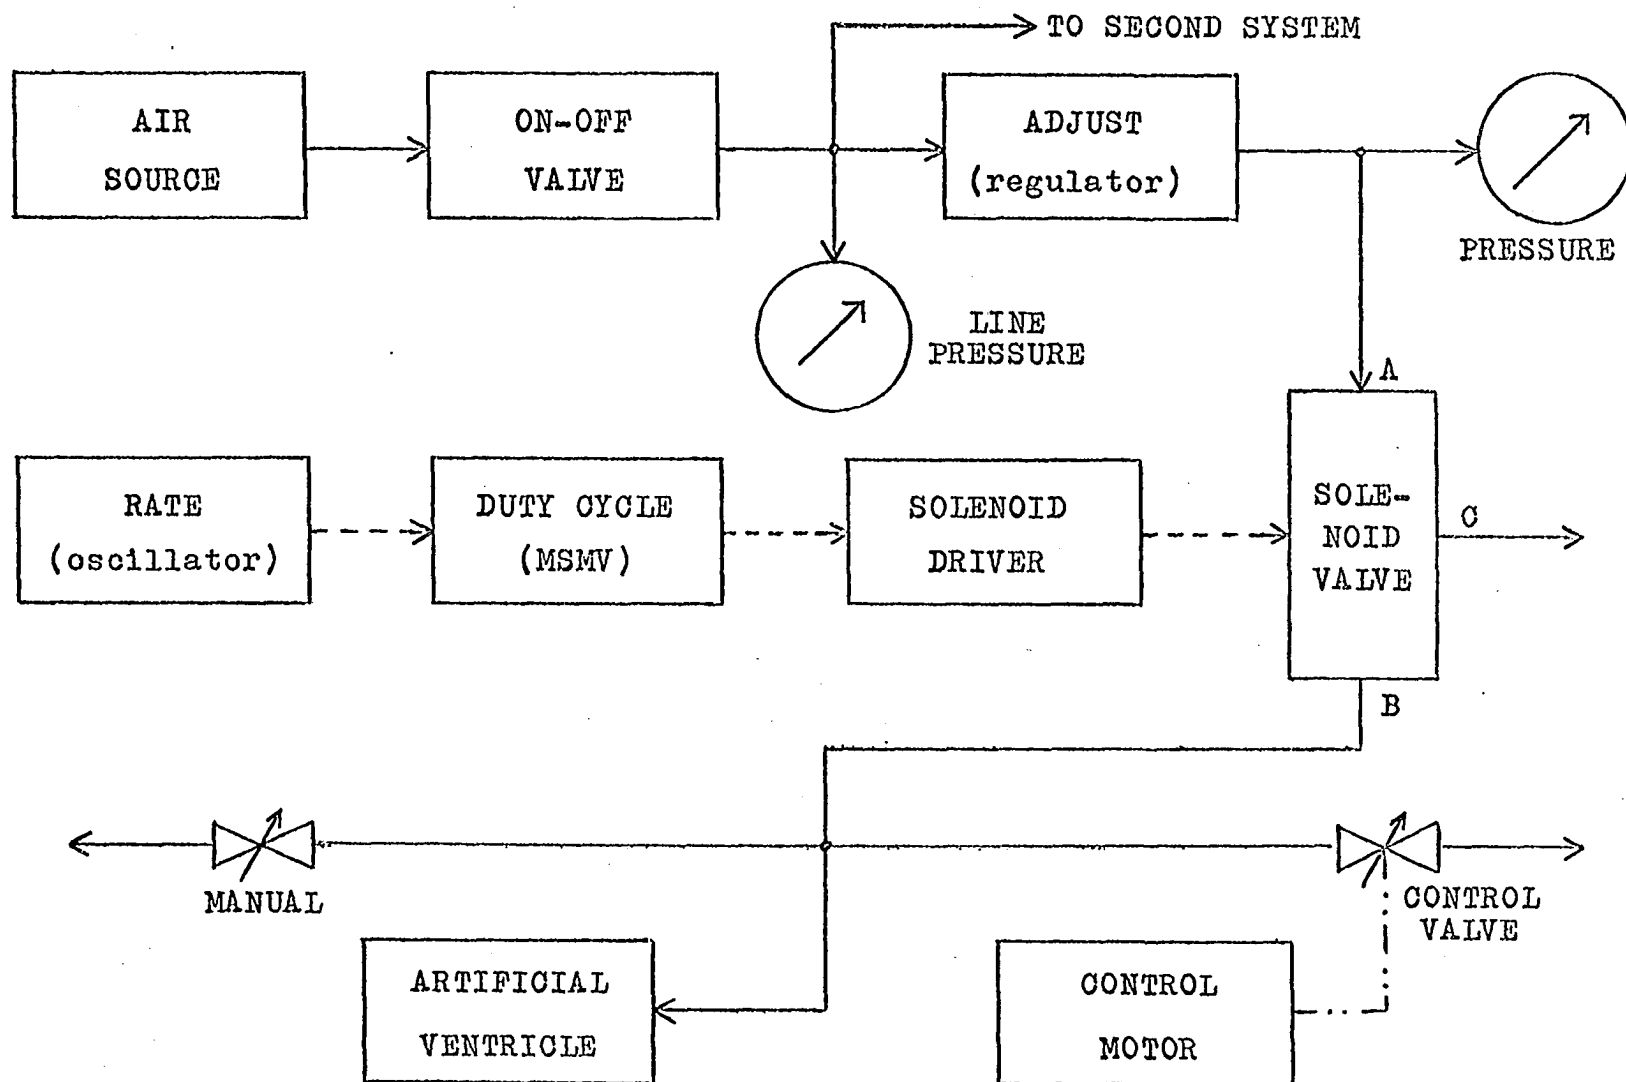 TO SECOND SYSTEM
AIR
SOURCE
ON-OFF
VALVE
ADJUST
(regulator)
PRESSURE
LINE
PRESSURE
A
RATE
(oscillator)
DUTY CYCLE
(MSMV)
SOLENOID
DRIVER
SOLE-
NOID
VALVE
C
B
MANUAL
CONTROL
VALVE
ARTIFICIAL
VENTRICLE
CONTROL
MOTOR